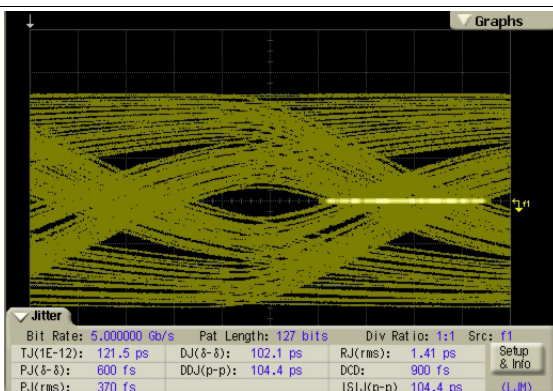 Graphs
f1
Jitter
Bit Rate: 5.000000 Gb/s Pat Length: 127 bits Div Ratio: 1:1 Src: f1
TJ(1E-12): 121.5 ps DJ(δ-δ): 102.1 ps RJ(rms): 1.41 ps Setup & Info
PJ(δ-δ): 600 fs DDJ(p-p): 104.4 ps DCD: 900 fs
PJ(rms): 370 fs ISI(p-p) 104.4 ps